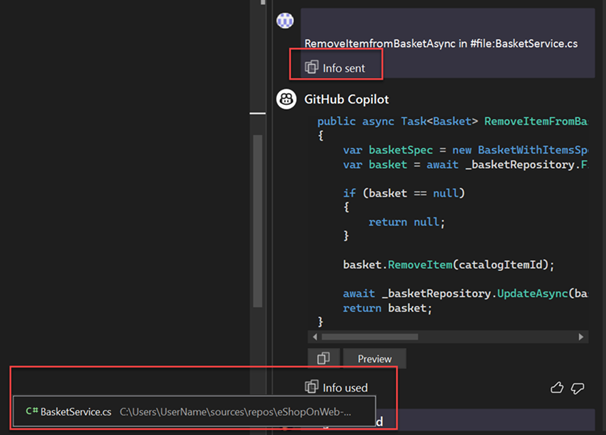 RemoveItemfromBasketAsync in #file:BasketService.cs
Info sent
GitHub Copilot
public async Task<Basket> RemoveItemFromBa
{
var basketSpec = new BasketWithItemsSpe
var basket = await _basketRepository.F
if (basket == null)
{
return null;
}
basket.RemoveItem(catalogItemId);
await _basketRepository.UpdateAsync(ba
return basket;
}
Preview
Info used
C# BasketService.cs C:\Users\UserName\sources\repos\eShopOnWeb-...